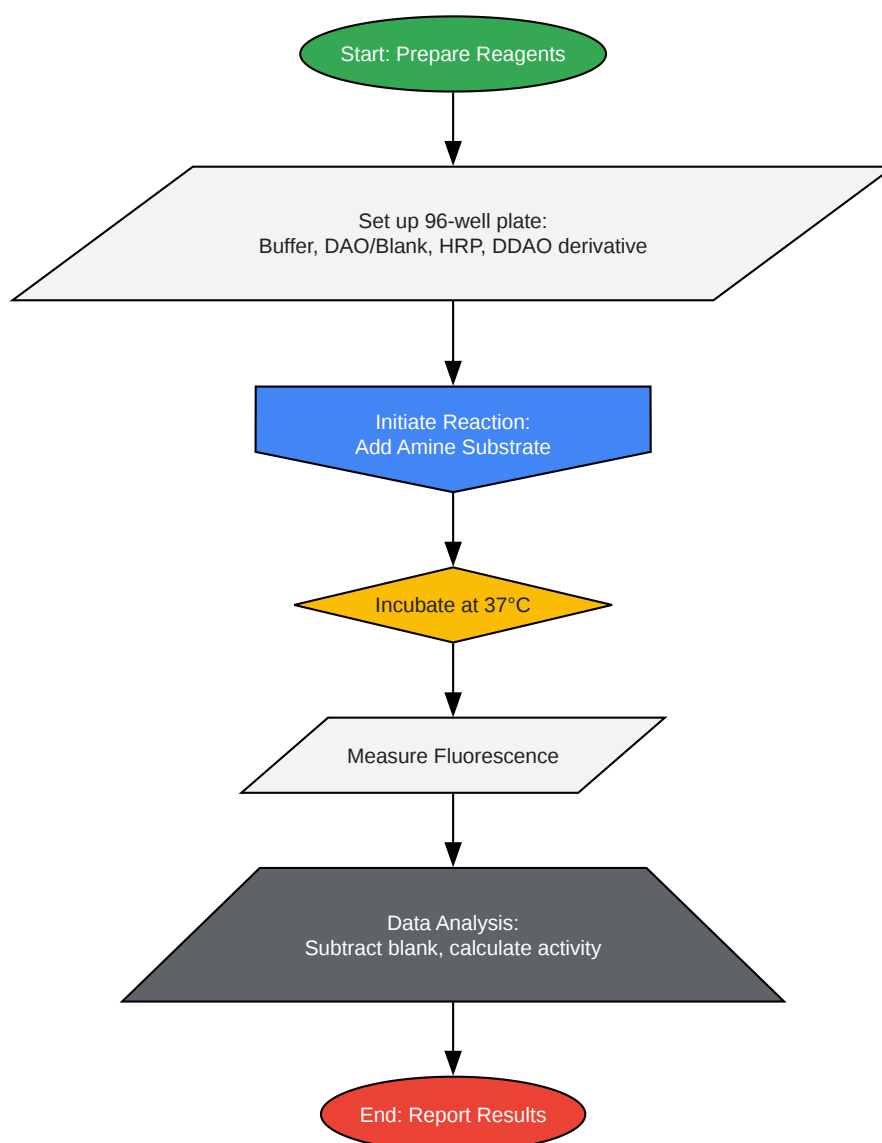 Start: Prepare Reagents
Set up 96-well plate:
Buffer, DAO/Blank, HRP, DDAO derivative
Initiate Reaction:
Add Amine Substrate
Incubate at 37°C
Measure Fluorescence
Data Analysis:
Subtract blank, calculate activity
End: Report Results